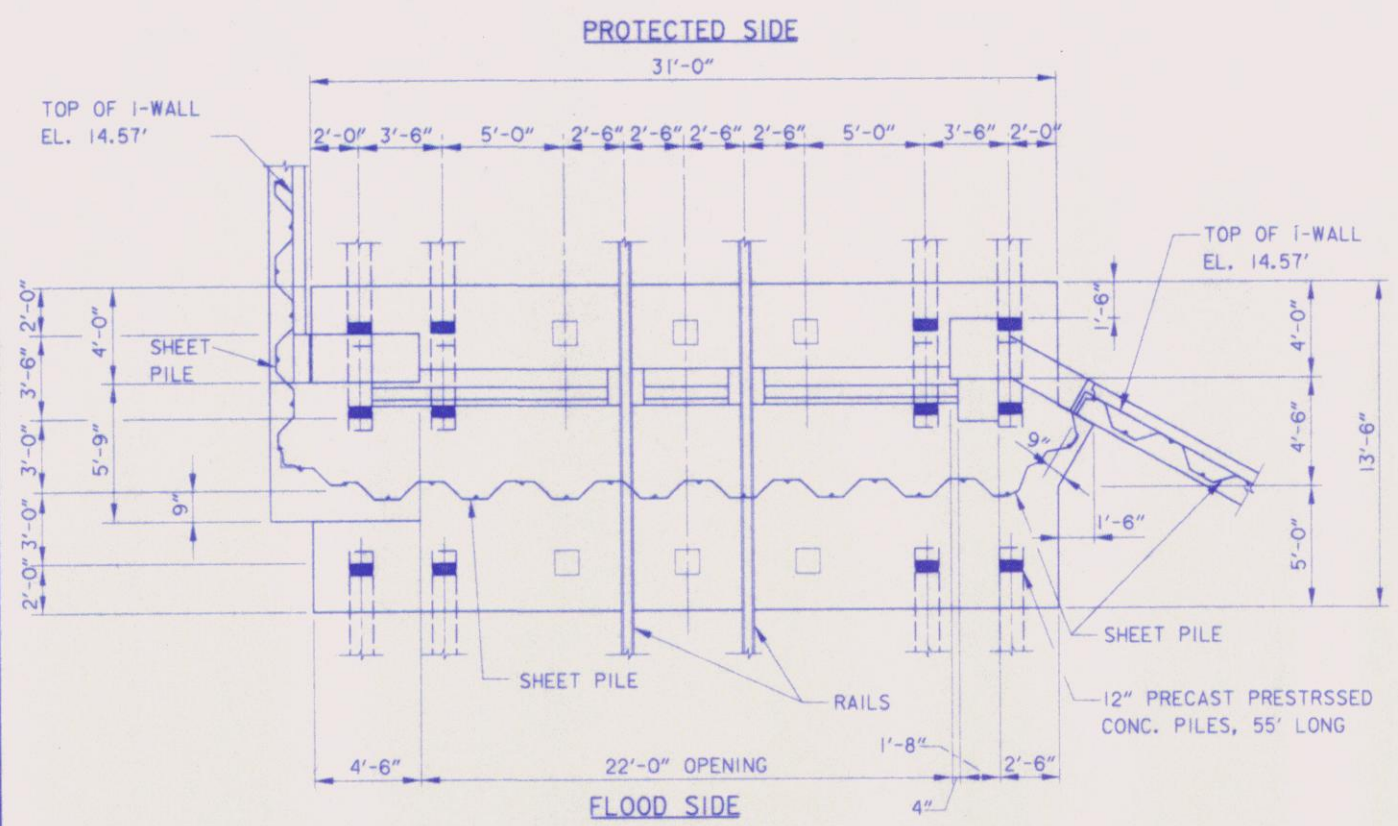 PROTECTED SIDE
31'-0"
TOP OF I-WALL
EL. 14.57'
2'-0" 3'-6" 5'-0" 2'-6" 2'-6" 2'-6" 2'-6" 5'-0" 3'-6" 2'-0"
TOP OF I-WALL
EL. 14.57'
2'-0"
4'-0"
1'-6"
4'-0"
SHEET
PILE
3'-6"
5'-9"
3'-0"
9"
3'-0"
2'-0"
9"
4'-6"
13'-6"
1'-6"
5'-0"
SHEET PILE
SHEET PILE
RAILS
12" PRECAST PRESTRSSED
CONC. PILES, 55' LONG
4'-6"
22'-0" OPENING
1'-8"
2'-6"
4"
FLOOD SIDE